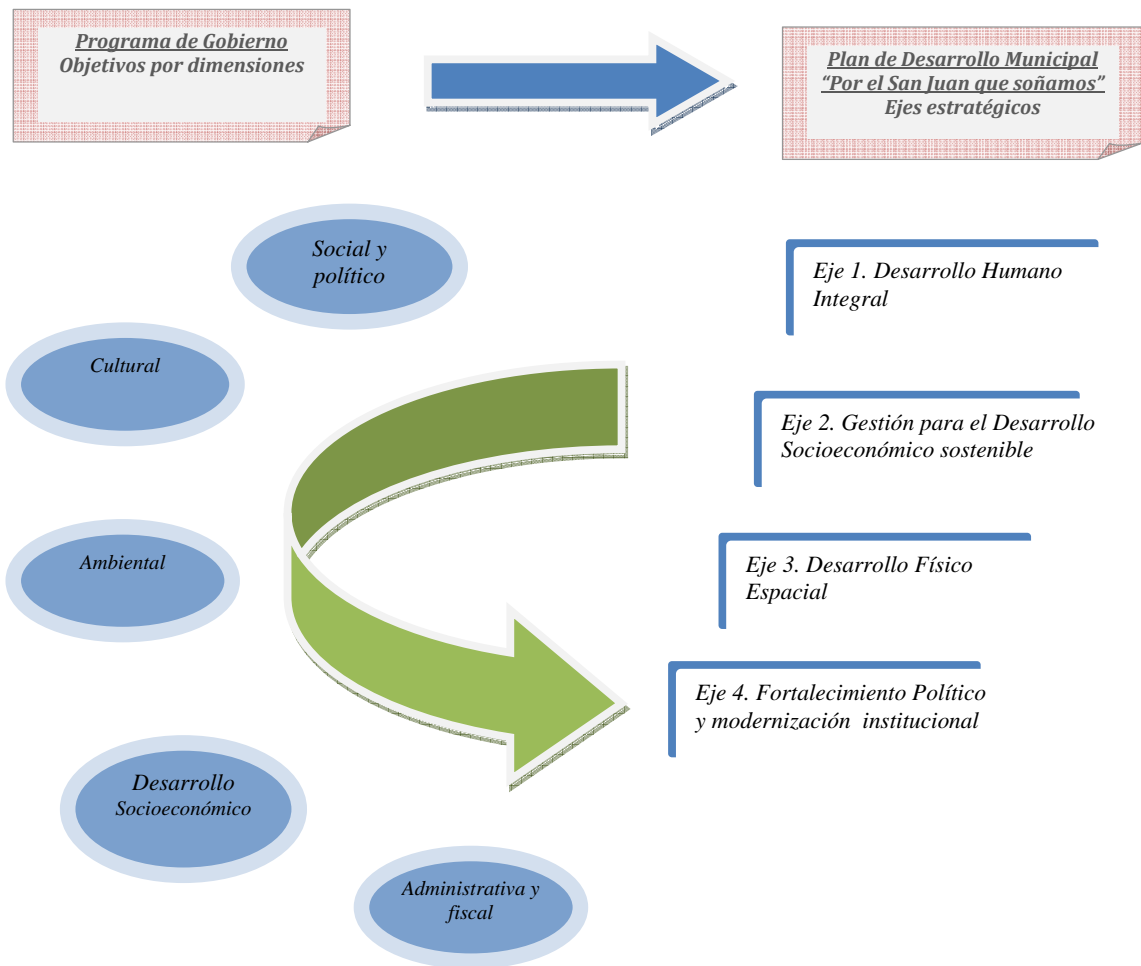 Programa de Gobierno
Objetivos por dimensiones
Plan de Desarrollo Municipal
“Por el San Juan que soñamos”
Ejes estratégicos
Social y
político
Cultural
Ambiental
Desarrollo
Socioeconómico
Administrativa y
fiscal
Eje 1. Desarrollo Humano
Integral
Eje 2. Gestión para el Desarrollo
Socioeconómico sostenible
Eje 3. Desarrollo Físico
Espacial
Eje 4. Fortalecimiento Político
y modernización  institucional